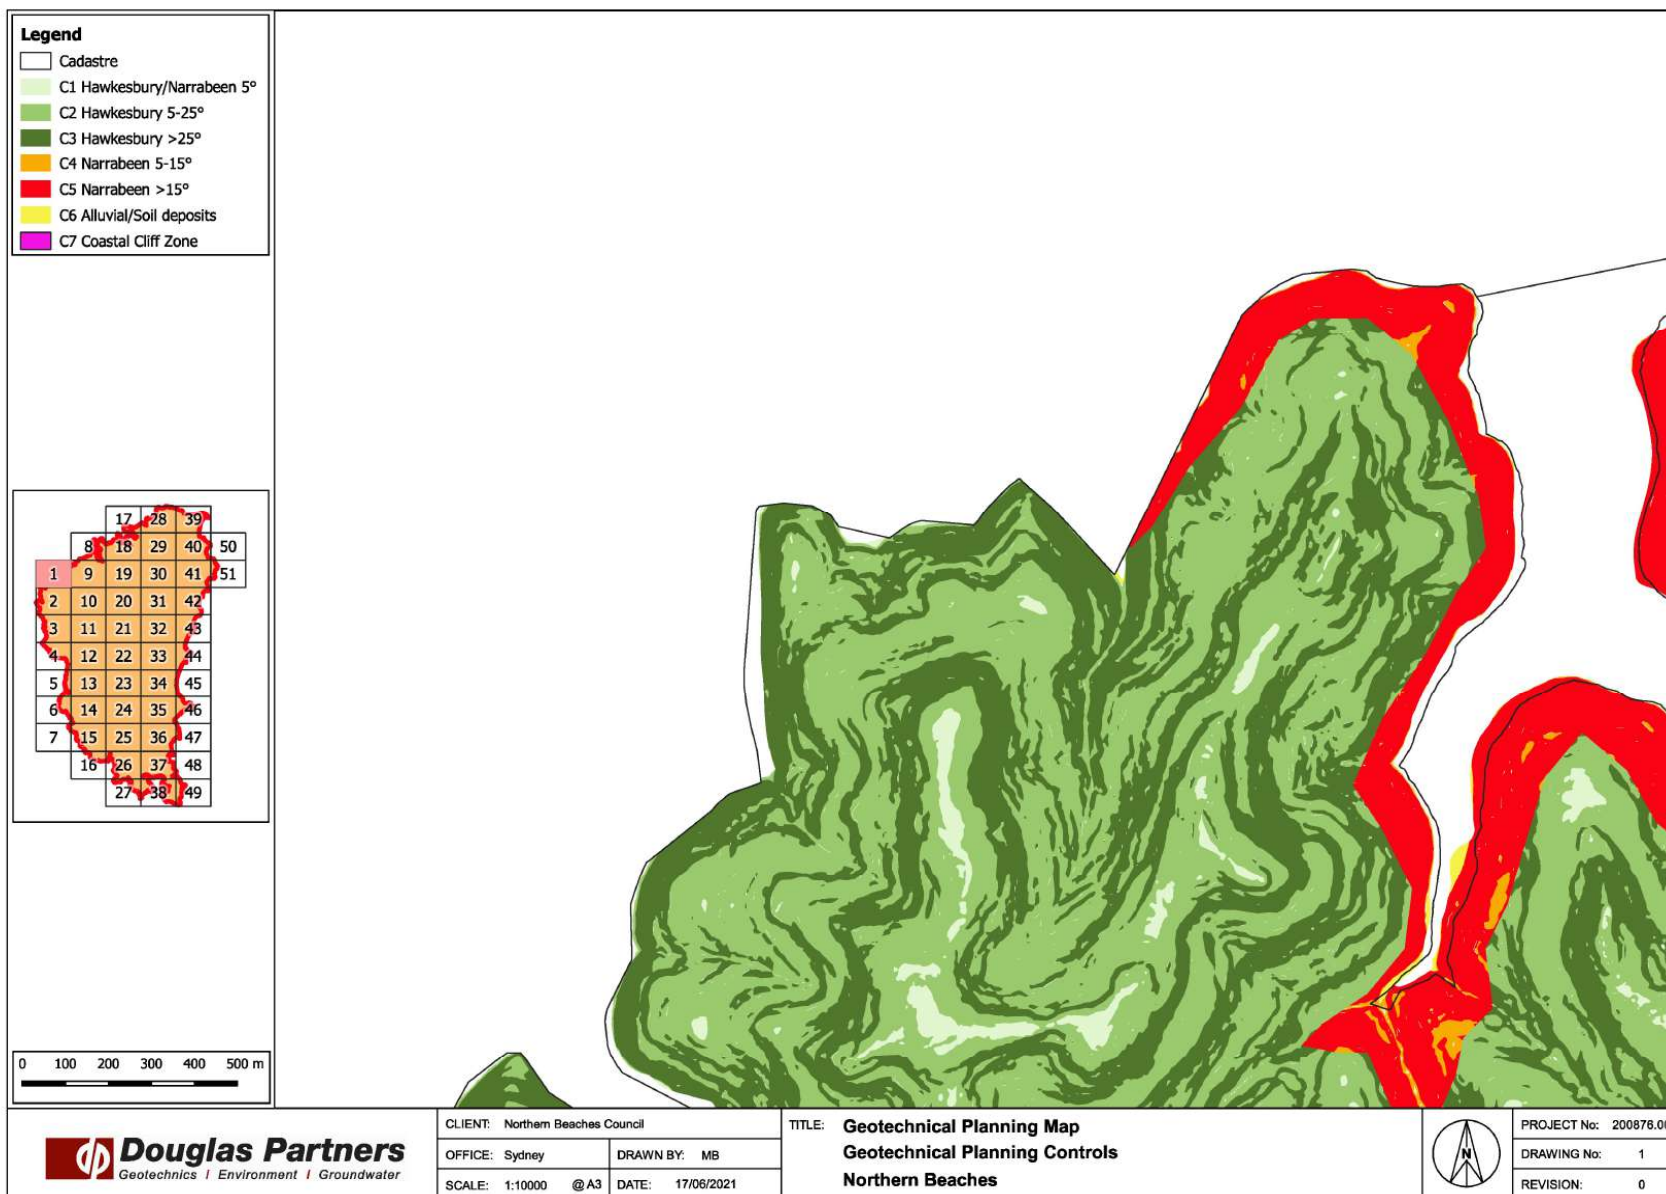 Legend
Cadastre
C1 Hawkesbury/Narrabeen 5°
C2 Hawkesbury 5-25°
C3 Hawkesbury >25°
C4 Narrabeen 5-15°
C5 Narrabeen >15°
C6 Alluvial/Soil deposits
C7 Coastal Cliff Zone
17 28 39
8 18 29 40 50
1 9 19 30 41 51
2 10 20 31 42
3 11 21 32 43
4 12 22 33 44
5 13 23 34 45
6 14 24 35 46
7 15 25 36 47
16 26 37 48
27 38 49
0 100 200 300 400 500 m
Douglas Partners
Geotechnics | Environment | Groundwater
CLIENT: Northern Beaches Council
OFFICE: Sydney DRAWN BY: MB
SCALE: 1:10000 @ A3 DATE: 17/06/2021
TITLE: Geotechnical Planning Map
Geotechnical Planning Controls
Northern Beaches
N
PROJECT No:
DRAWING No: 1
REVISION: 0